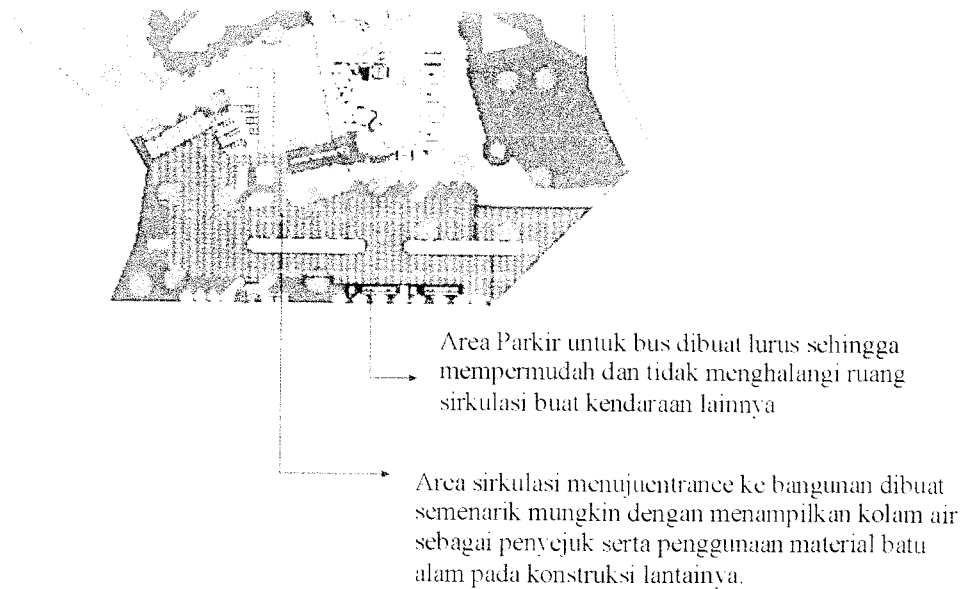 Area Parkir untuk bus dibuat lurus sehingga
mempermudah dan tidak menghalangi ruang
sirkulasi buat kendaraan lainnya
Area sirkulasi menujuentrance ke bangunan dibuat
semenarik mungkin dengan menampilkan kolam air
sebagai penyejuk serta penggunaan material batu
alam pada konstruksi lantainya.